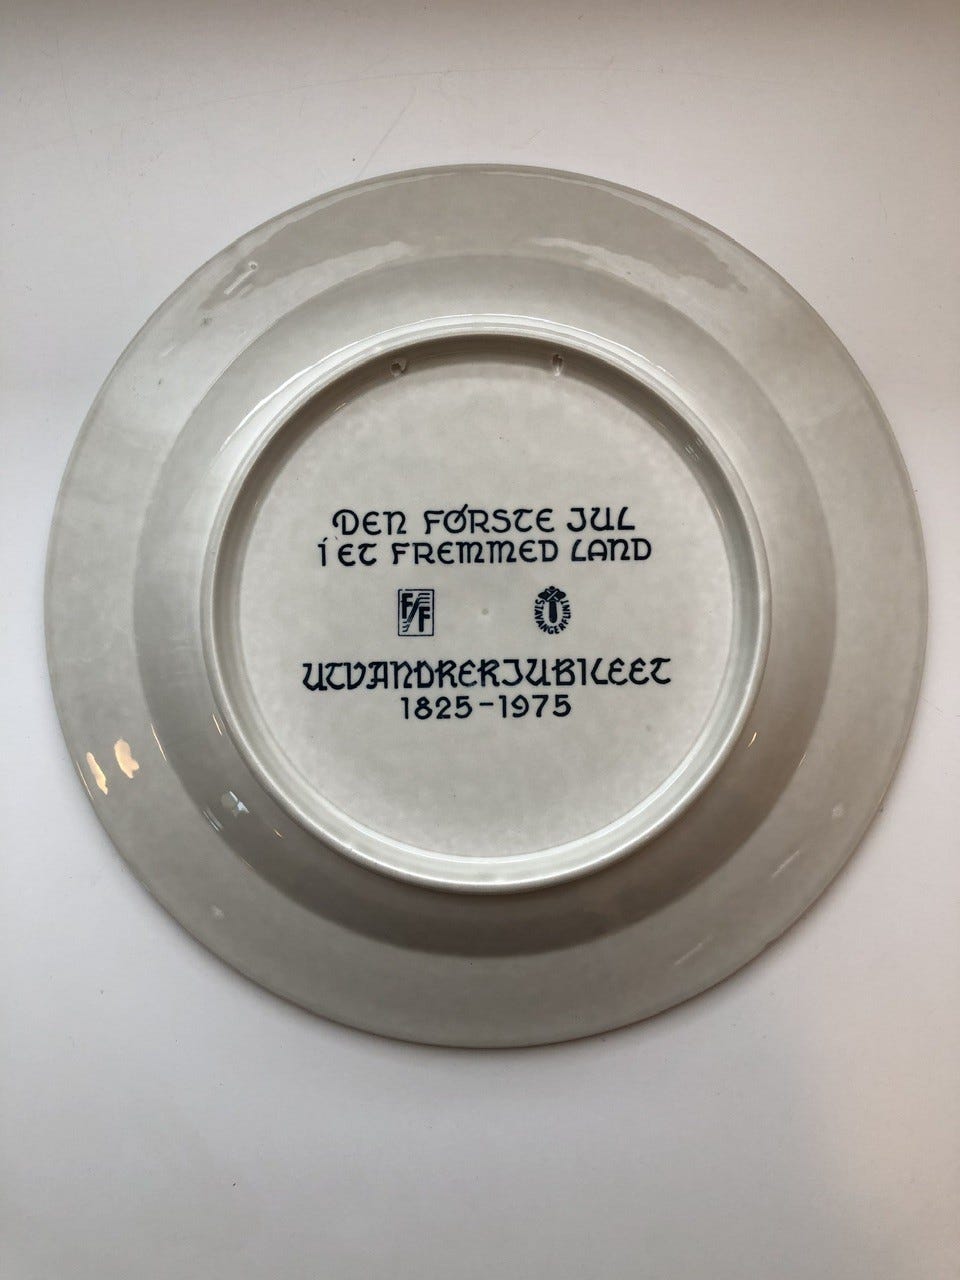 DEN FØRSTE JUL
I ET FREMMED LAND
F/F
STAVANGERFLINT
UTVANDRERJUBILEET
1825-1975